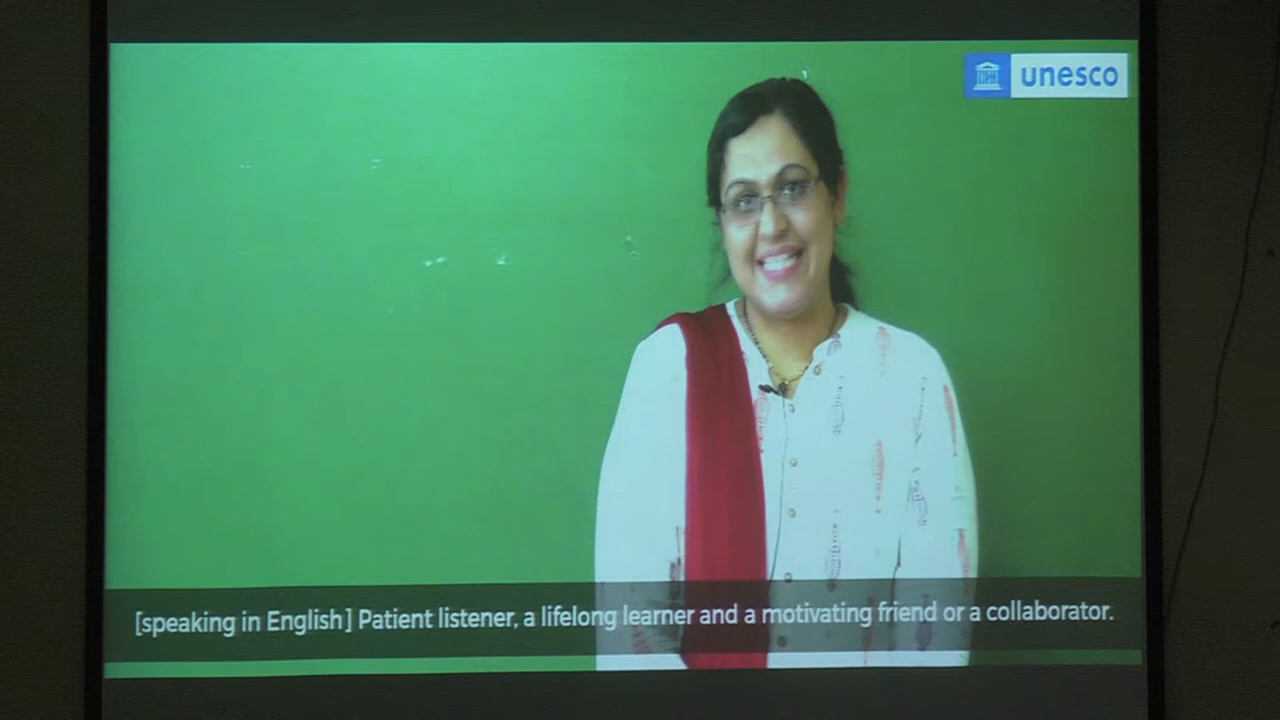 unesco
[speaking in English] Patient listener, a lifelong learner and a motivating friend or a collaborator.